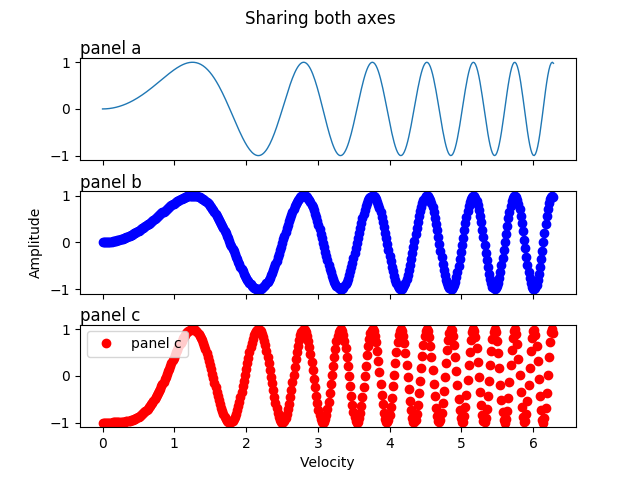 Sharing both axes
panel a
1
0
−1
panel b
1
0
−1
Amplitude
panel c
1
0
−1
panel c
0 1 2 3 4 5 6
Velocity